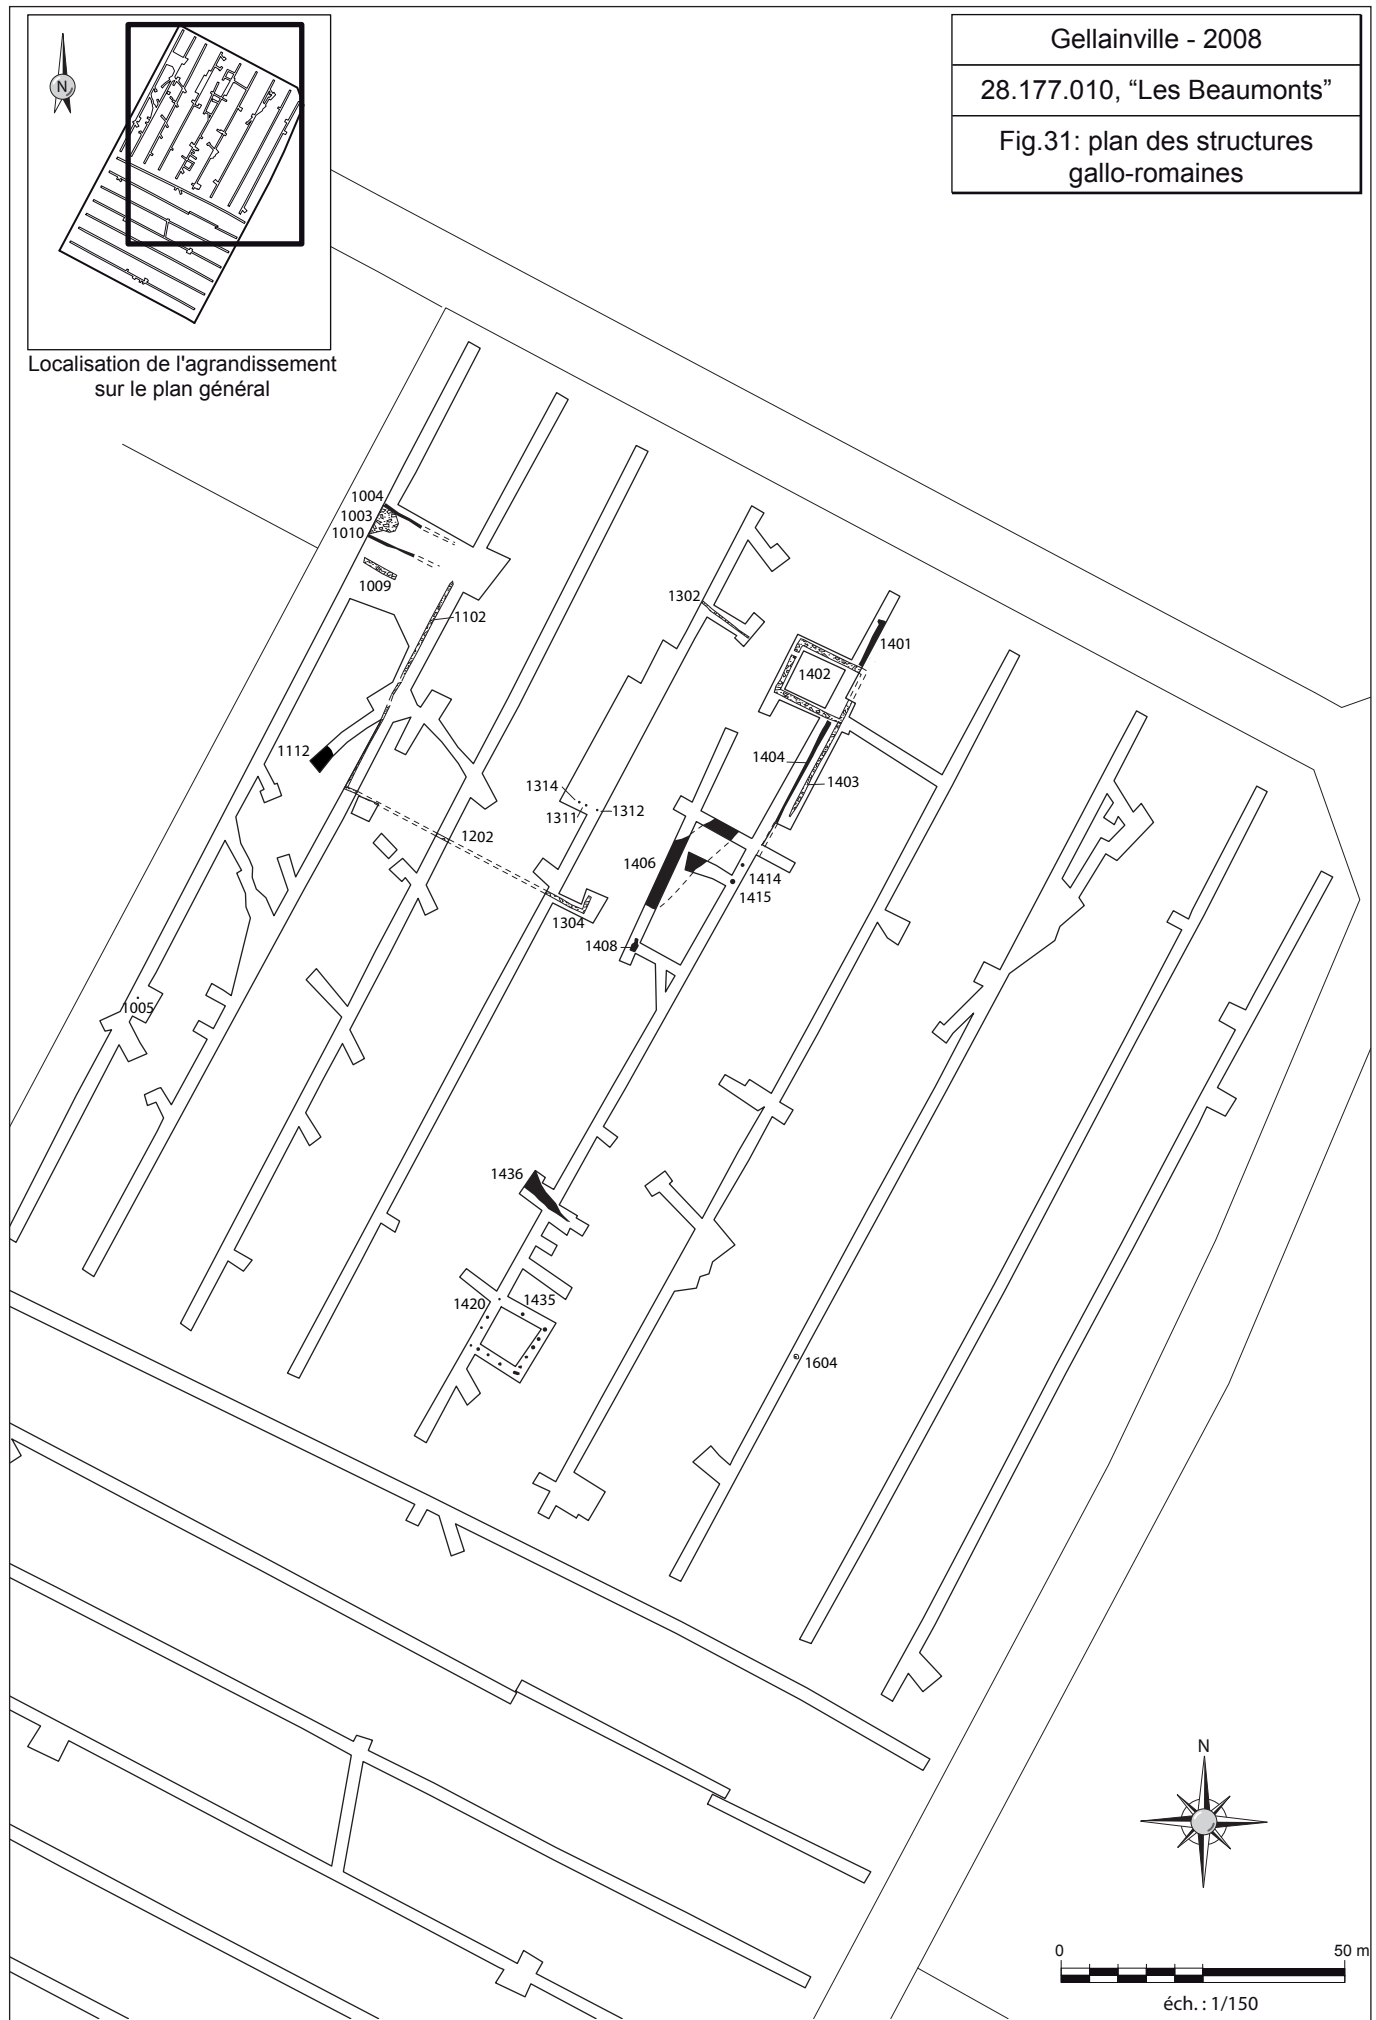 Gellainville - 2008
28.177.010, “Les Beaumonts”
Fig.31: plan des structures
gallo-romaines
N
Localisation de l'agrandissement
sur le plan général
1004
1003
1010
1009
1102
1302
1401
1402
1112
1404
1403
1314
1311
1312
1202
1406
1414
1415
1304
1408
1005
1436
1420
1435
1604
N
0
50 m
éch. : 1/150